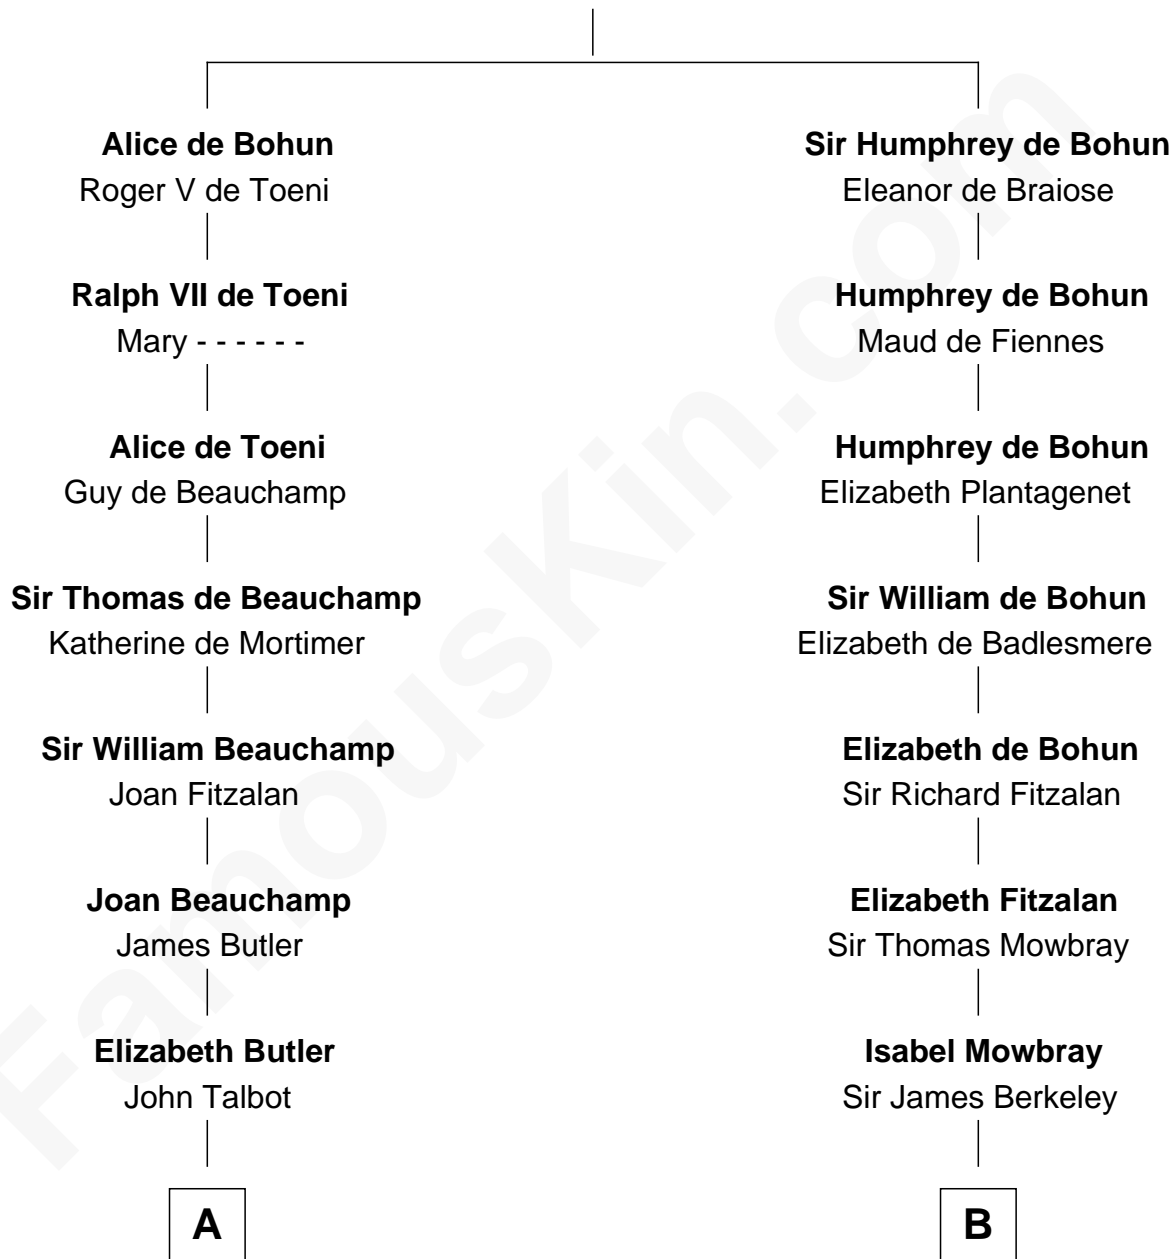 Alice de Bohun
Roger V de Toeni
Ralph VII de Toeni
Mary - - - - - -
Alice de Toeni
Guy de Beauchamp
Sir Thomas de Beauchamp
Katherine de Mortimer
Sir William Beauchamp
Joan Fitzalan
Joan Beauchamp
James Butler
Elizabeth Butler
John Talbot
A
Sir Humphrey de Bohun
Eleanor de Braiose
Humphrey de Bohun
Maud de Fiennes
Humphrey de Bohun
Elizabeth Plantagenet
Sir William de Bohun
Elizabeth de Badlesmere
Elizabeth de Bohun
Sir Richard Fitzalan
Elizabeth Fitzalan
Sir Thomas Mowbray
Isabel Mowbray
Sir James Berkeley
B
FamousKin.com